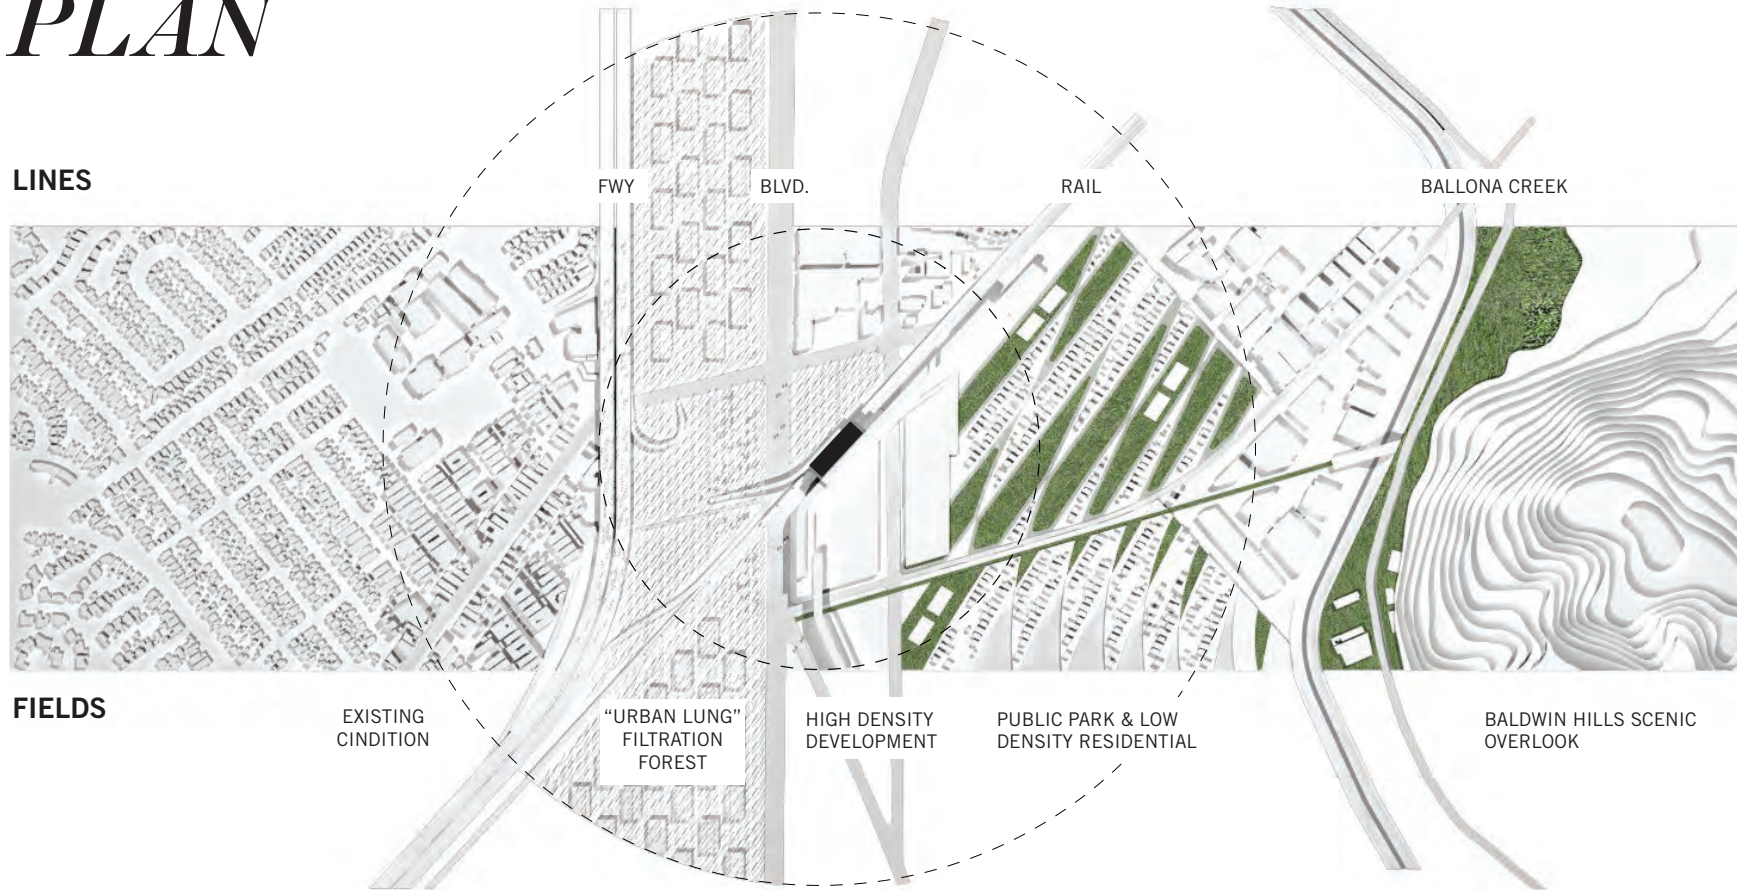 PLAN
LINES
FWY
BLVD.
RAIL
BALLONA CREEK
FIELDS
EXISTING
CINDITION
“URBAN LUNG”
FILTRATION
FOREST
HIGH DENSITY
DEVELOPMENT
PUBLIC PARK & LOW
DENSITY RESIDENTIAL
BALDWIN HILLS SCENIC
OVERLOOK